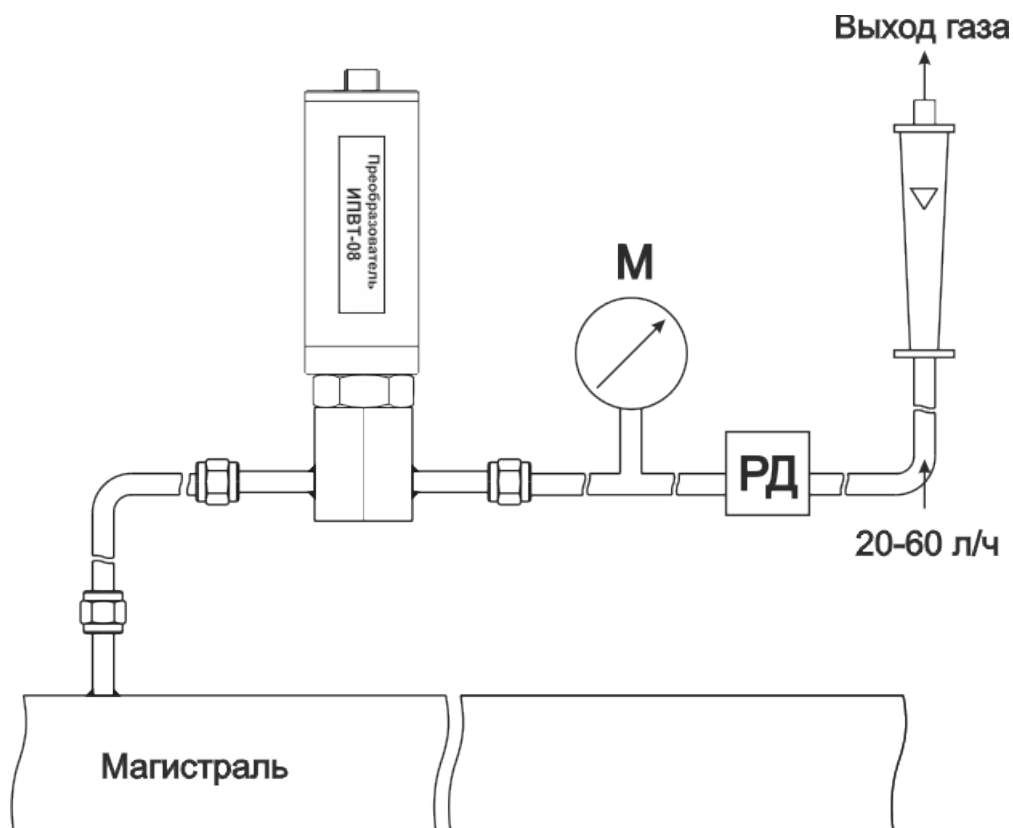 Выход газа
Преобразователь
ИПВТ-08
М
РД
20-60 л/ч
Магистраль